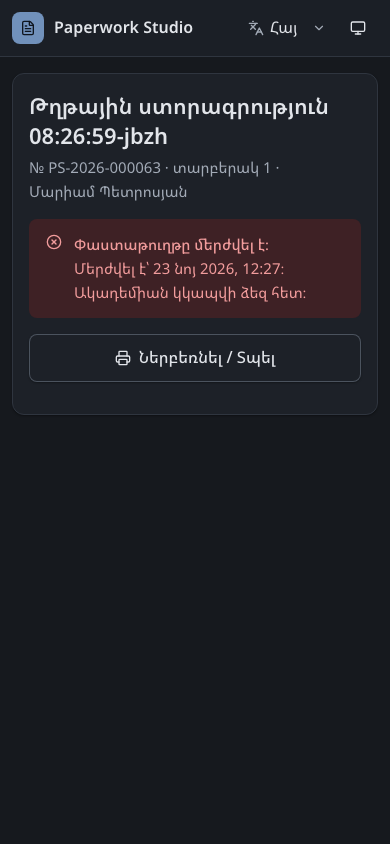 Paperwork Studio
Հայ
Թղթային ստորագրություն
08:26:59-jbzh
№ PS-2026-000063 · տարբերակ 1 ·
Մարիամ Պետրոսյան
Փաստաթուղթը մերժվել է:
Մերժվել է՝ 23 նոյ 2026, 12:27:
Ակադեմիան կկապվի ձեզ հետ:
Ներբեռնել / Տպել